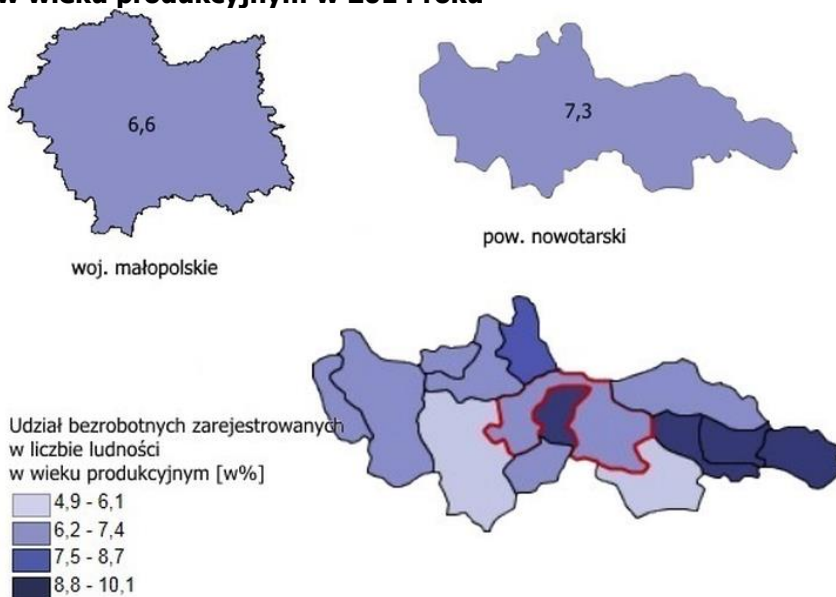 w wieku produkcyjnym w 2014 roku
6,6
7,3
woj. małopolskie
pow. nowotarski
Udział bezrobotnych zarejestrowanych
w liczbie ludności
w wieku produkcyjnym [w%]
4,9 - 6,1
6,2 - 7,4
7,5 - 8,7
8,8 - 10,1